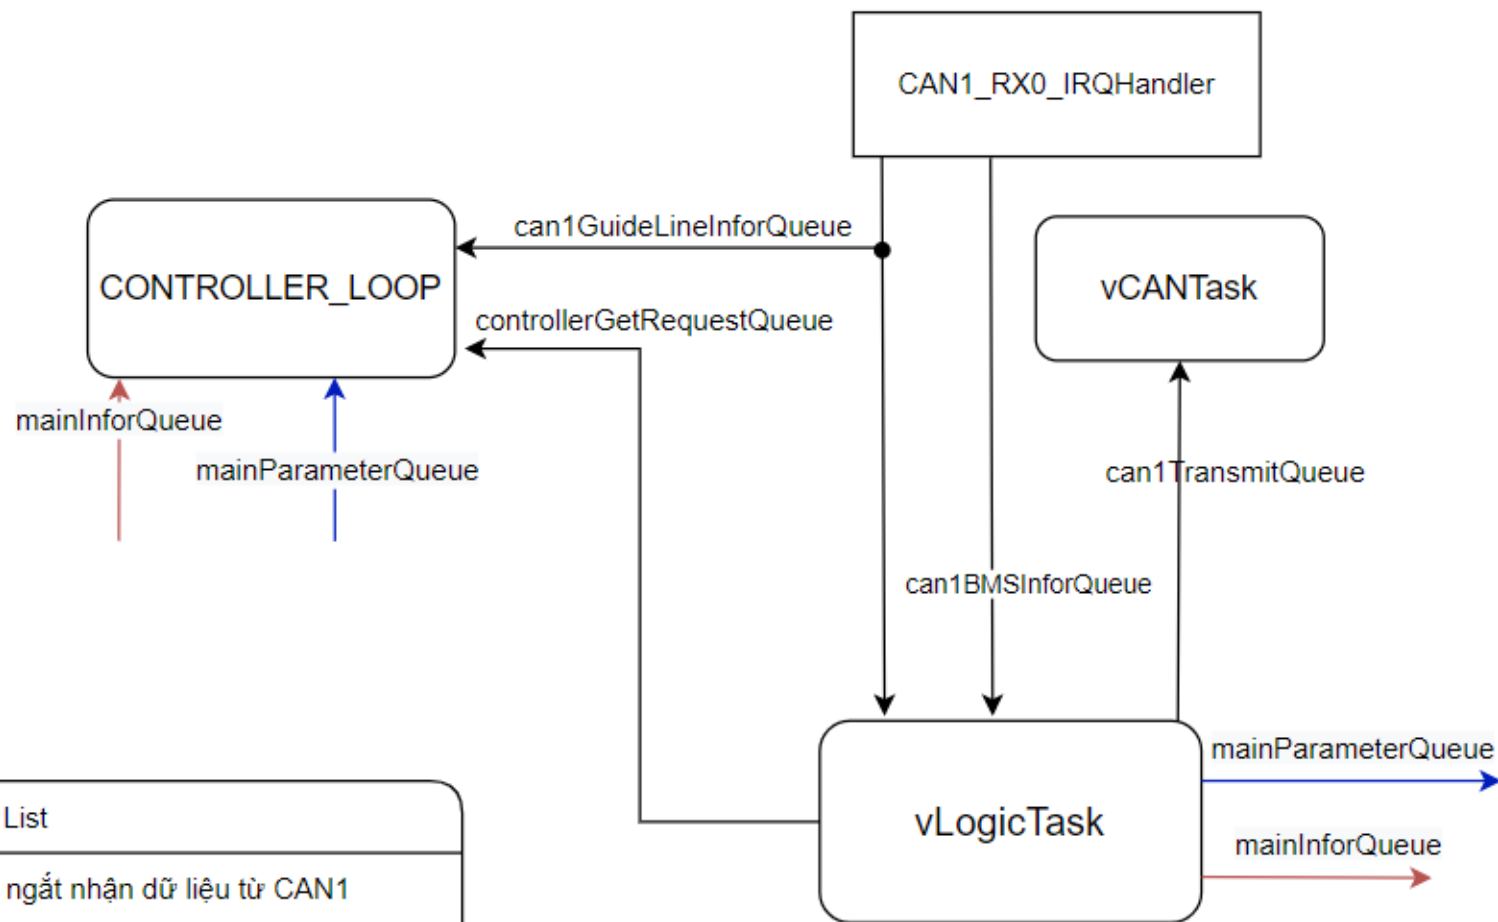 CAN1_RX0_IRQHandler
can1GuideLineInforQueue
CONTROLLER_LOOP
vCANTask
controllerGetRequestQueue
mainInforQueue
mainParameterQueue
can1TransmitQueue
can1BMSInforQueue
mainParameterQueue
List
vLogicTask
mainInforQueue
ngắt nhận dữ liệu từ CAN1